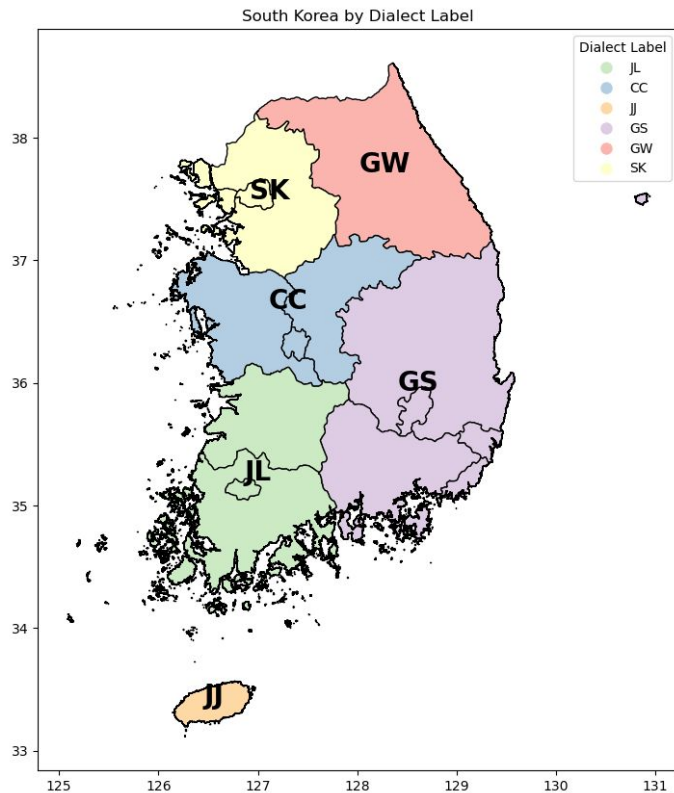 South Korea by Dialect Label
Dialect Label
JL
CC
JJ
GS
GW
SK
GW
SK
CC
GS
JL
JJ
38
37
36
35
34
33
125
126
127
128
129
130
131